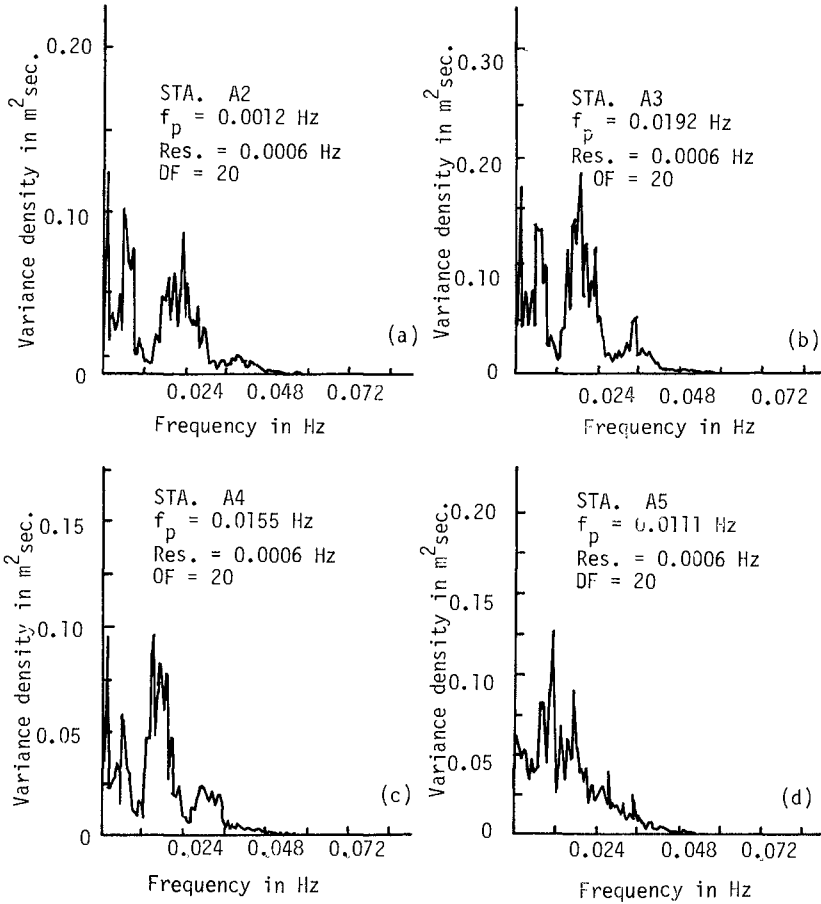 0.20
Variance density in m2sec.
STA. A2
fp = 0.0012 Hz
Res. = 0.0006 Hz
DF = 20
0.10
(a)
0
0.024 0.048 0.072
Frequency in Hz
0.30
Variance density in m2sec.
STA. A3
fp = 0.0192 Hz
0.20
Res. = 0.0006 Hz
OF = 20
0.10
(b)
0
0.024 0.048 0.072
Frequency in Hz
0.15
Variance density in m2sec.
STA. A4
fp = 0.0155 Hz
Res. = 0.0006 Hz
OF = 20
0.10
0.05
(c)
0
0.024 0.048 0.072
Frequency in Hz
0.20
Variance density in m2sec.
STA. A5
fp = 0.0111 Hz
Res. = 0.0006 Hz
DF = 20
0.15
0.10
0.05
(d)
0
0.024 0.048 0.072
Frequency in Hz